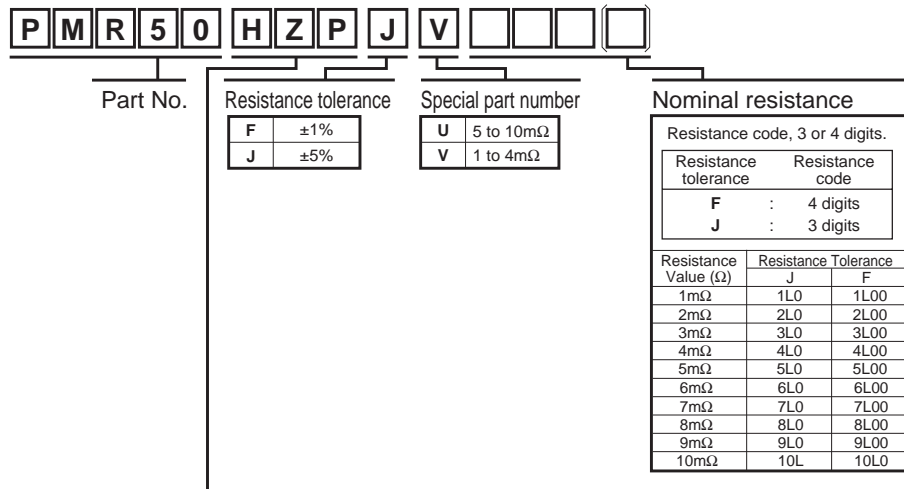 PMR50 HZP J V
Part No.
Resistance tolerance
F ±1%
J ±5%
Special part number
U 5 to 10mΩ
V 1 to 4mΩ
Nominal resistance
Resistance code, 3 or 4 digits.
Resistance tolerance Resistance code
F : 4 digits
J : 3 digits
Resistance Value (Ω) Resistance Tolerance
J F
1mΩ 1L0 1L00
2mΩ 2L0 2L00
3mΩ 3L0 3L00
4mΩ 4L0 4L00
5mΩ 5L0 5L00
6mΩ 6L0 6L00
7mΩ 7L0 7L00
8mΩ 8L0 8L00
9mΩ 9L0 9L00
10mΩ 10L 10L0